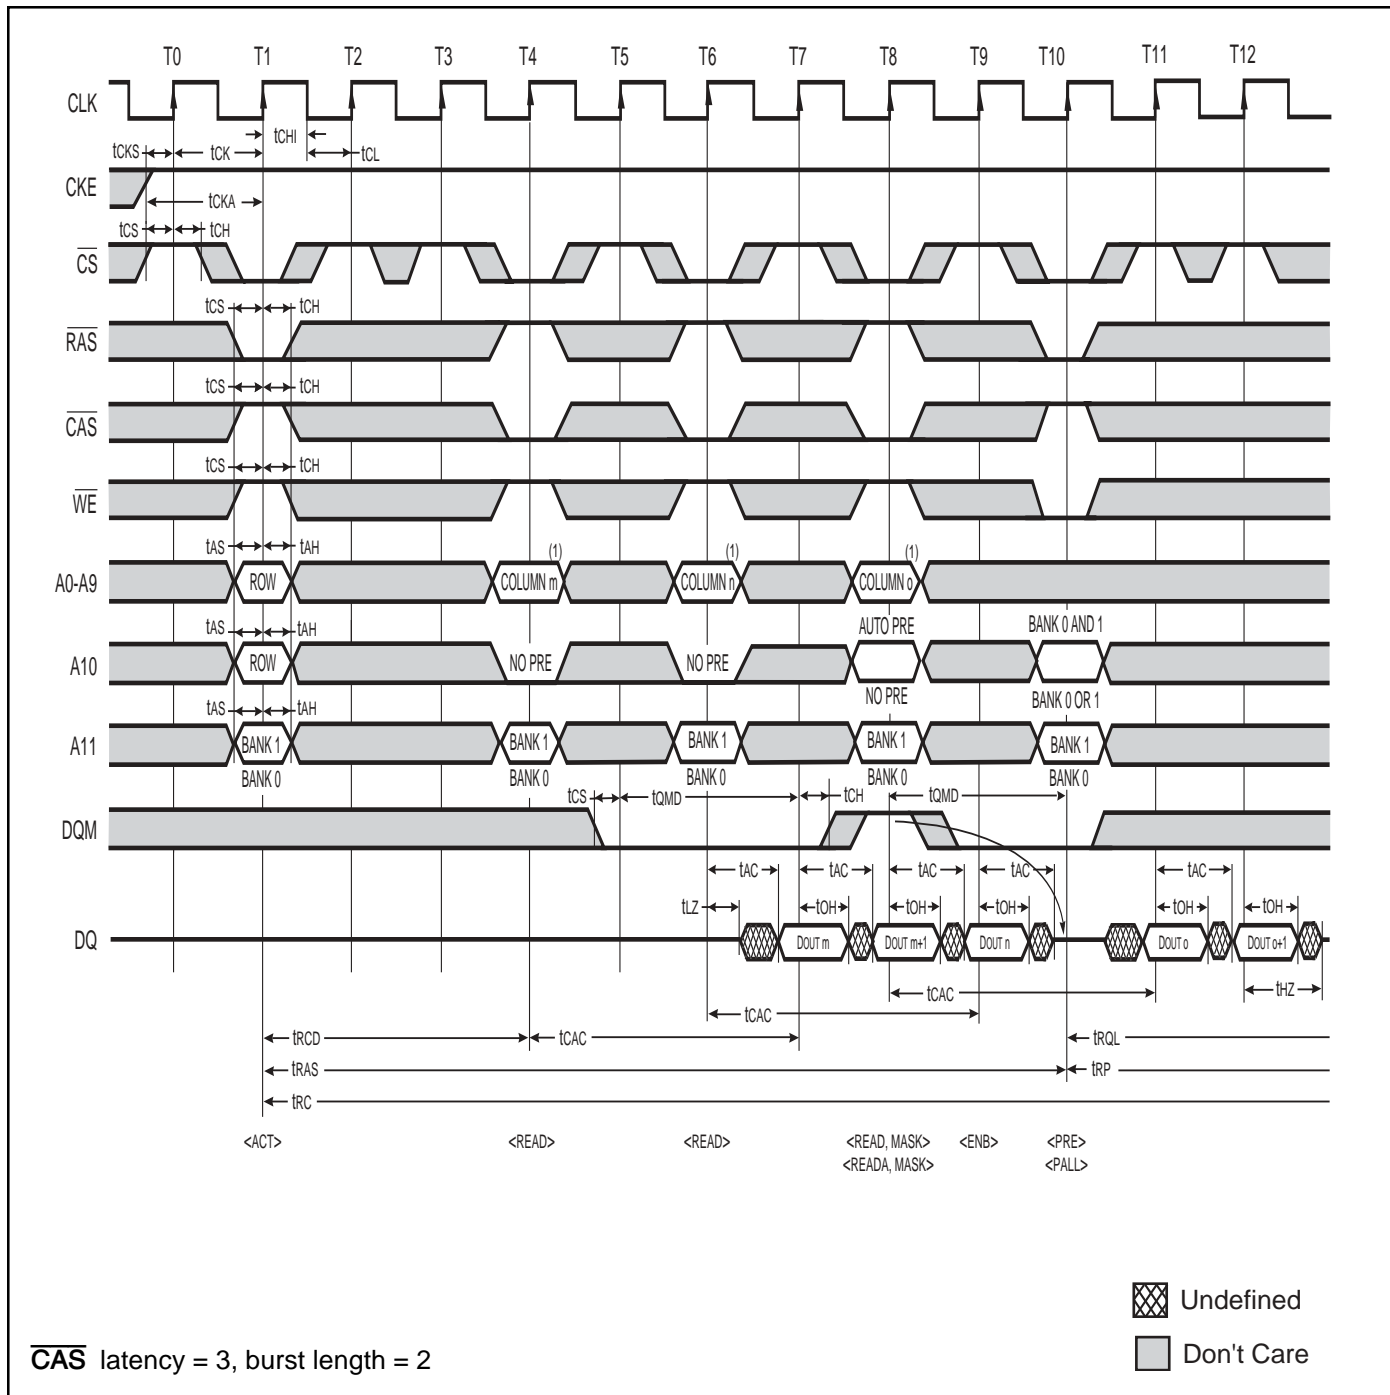 T0 T1 T2 T3 T4 T5 T6 T7 T8 T9 T10 T11 T12
CLK
tCHI
tCKS tCK tCL
CKE
tCKA
tCS tCH
CS
tCS tCH
RAS
tCS tCH
CAS
tCS tCH
WE
tAS tAH (1) (1) (1)
A0-A9 ROW COLUMN m COLUMN n COLUMN o
tAS tAH AUTO PRE BANK 0 AND 1
A10 ROW NO PRE NO PRE
NO PRE BANK 0 OR 1
tAS tAH
A11 BANK 1 BANK 1 BANK 1 BANK 1 BANK 1
BANK 0 BANK 0 BANK 0 BANK 0 BANK 0
tCS tQMD tCH tQMD
DQM
tAC tAC tAC tAC tAC
tLZ tOH tOH tOH tOH tOH
DQ DOUT m DOUT m+1 DOUT n DOUT o DOUT o+1
tCAC tHZ
tCAC
tRCD tCAC tRQL
tRAS tRP
tRC
<ACT> <READ> <READ> <READ, MASK> <ENB> <PRE>
<READA, MASK> <PALL>
Undefined
Don't Care
CAS latency = 3, burst length = 2